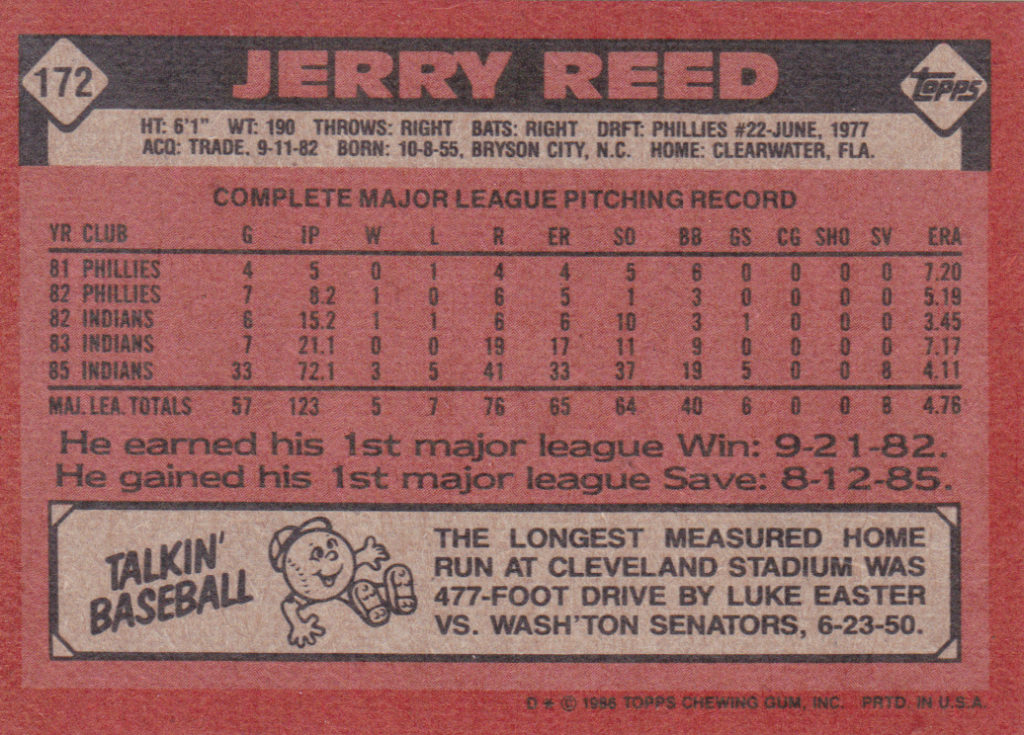 172 JERRY REED topps
HT: 6'1" WT: 190 THROWS: RIGHT BATS: RIGHT DRFT: PHILLIES #22-JUNE, 1977
ACQ: TRADE, 9-11-82 BORN: 10-8-55, BRYSON CITY, N.C. HOME: CLEARWATER, FLA.
COMPLETE MAJOR LEAGUE PITCHING RECORD
YR CLUB G IP W L R ER SO BB GS CG SHO SV ERA
81 PHILLIES 4 5 0 1 4 4 5 6 0 0 0 0 7.20
82 PHILLIES 7 8.2 1 0 6 5 1 3 0 0 0 0 5.19
82 INDIANS 6 15.2 1 1 6 6 10 3 1 0 0 0 3.45
83 INDIANS 7 21.1 0 0 19 17 11 9 0 0 0 0 7.17
85 INDIANS 33 72.1 3 5 41 33 37 19 5 0 0 8 4.11
MAJ. LEA. TOTALS 57 123 5 7 76 65 64 40 6 0 0 8 4.76
He earned his 1st major league Win: 9-21-82.
He gained his 1st major league Save: 8-12-85.
TALKIN'
BASEBALL
THE LONGEST MEASURED HOME
RUN AT CLEVELAND STADIUM WAS
477-FOOT DRIVE BY LUKE EASTER
VS. WASH'TON SENATORS, 6-23-50.
D * © 1986 TOPPS CHEWING GUM, INC. PRTD. IN U.S.A.